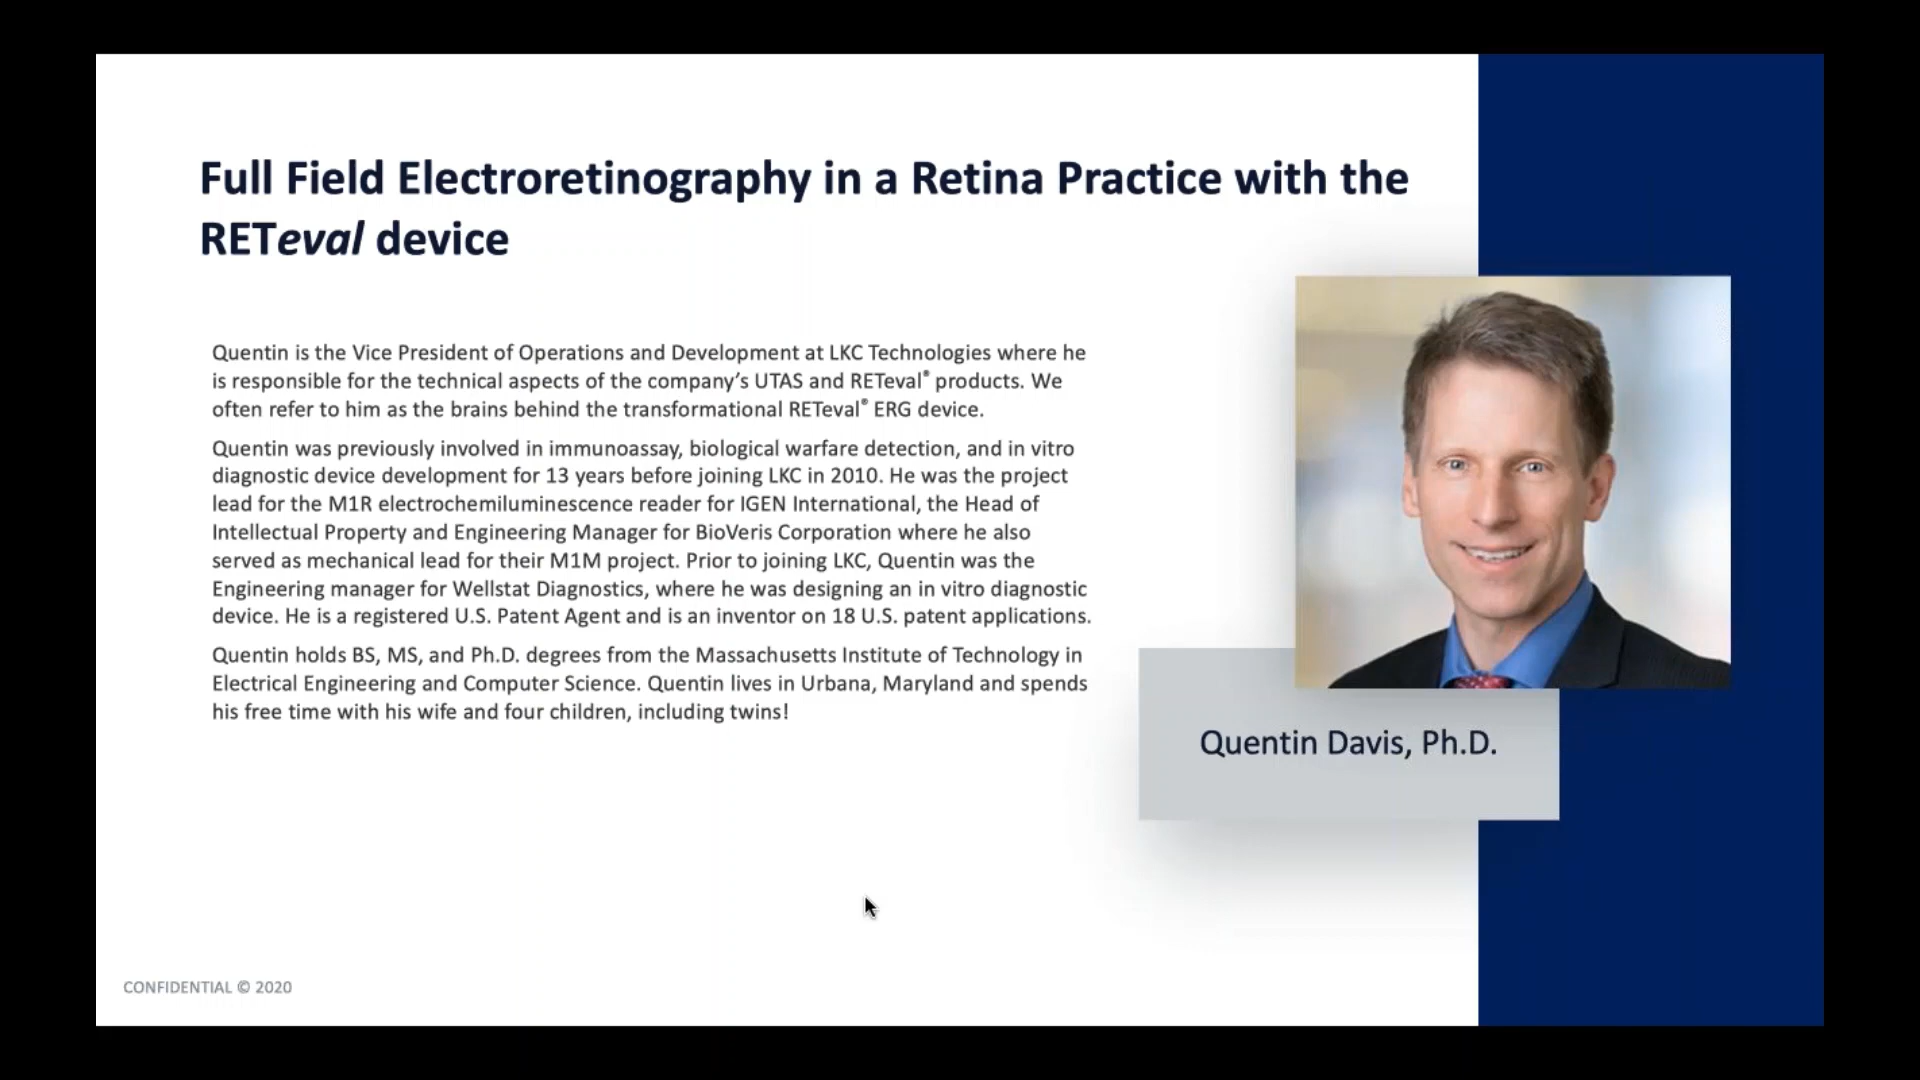 Full Field Electroretinography in a Retina Practice with the
RETeval device
Quentin is the Vice President of Operations and Development at LKC Technologies where he
is responsible for the technical aspects of the company’s UTAS and RETeval® products. We
often refer to him as the brains behind the transformational RETeval® ERG device.
Quentin was previously involved in immunoassay, biological warfare detection, and in vitro
diagnostic device development for 13 years before joining LKC in 2010. He was the project
lead for the M1R electrochemiluminescence reader for IGEN International, the Head of
Intellectual Property and Engineering Manager for BioVeris Corporation where he also
served as mechanical lead for their M1M project. Prior to joining LKC, Quentin was the
Engineering manager for Wellstat Diagnostics, where he was designing an in vitro diagnostic
device. He is a registered U.S. Patent Agent and is an inventor on 18 U.S. patent applications.
Quentin holds BS, MS, and Ph.D. degrees from the Massachusetts Institute of Technology in
Electrical Engineering and Computer Science. Quentin lives in Urbana, Maryland and spends
his free time with his wife and four children, including twins!
Quentin Davis, Ph.D.
CONFIDENTIAL © 2020